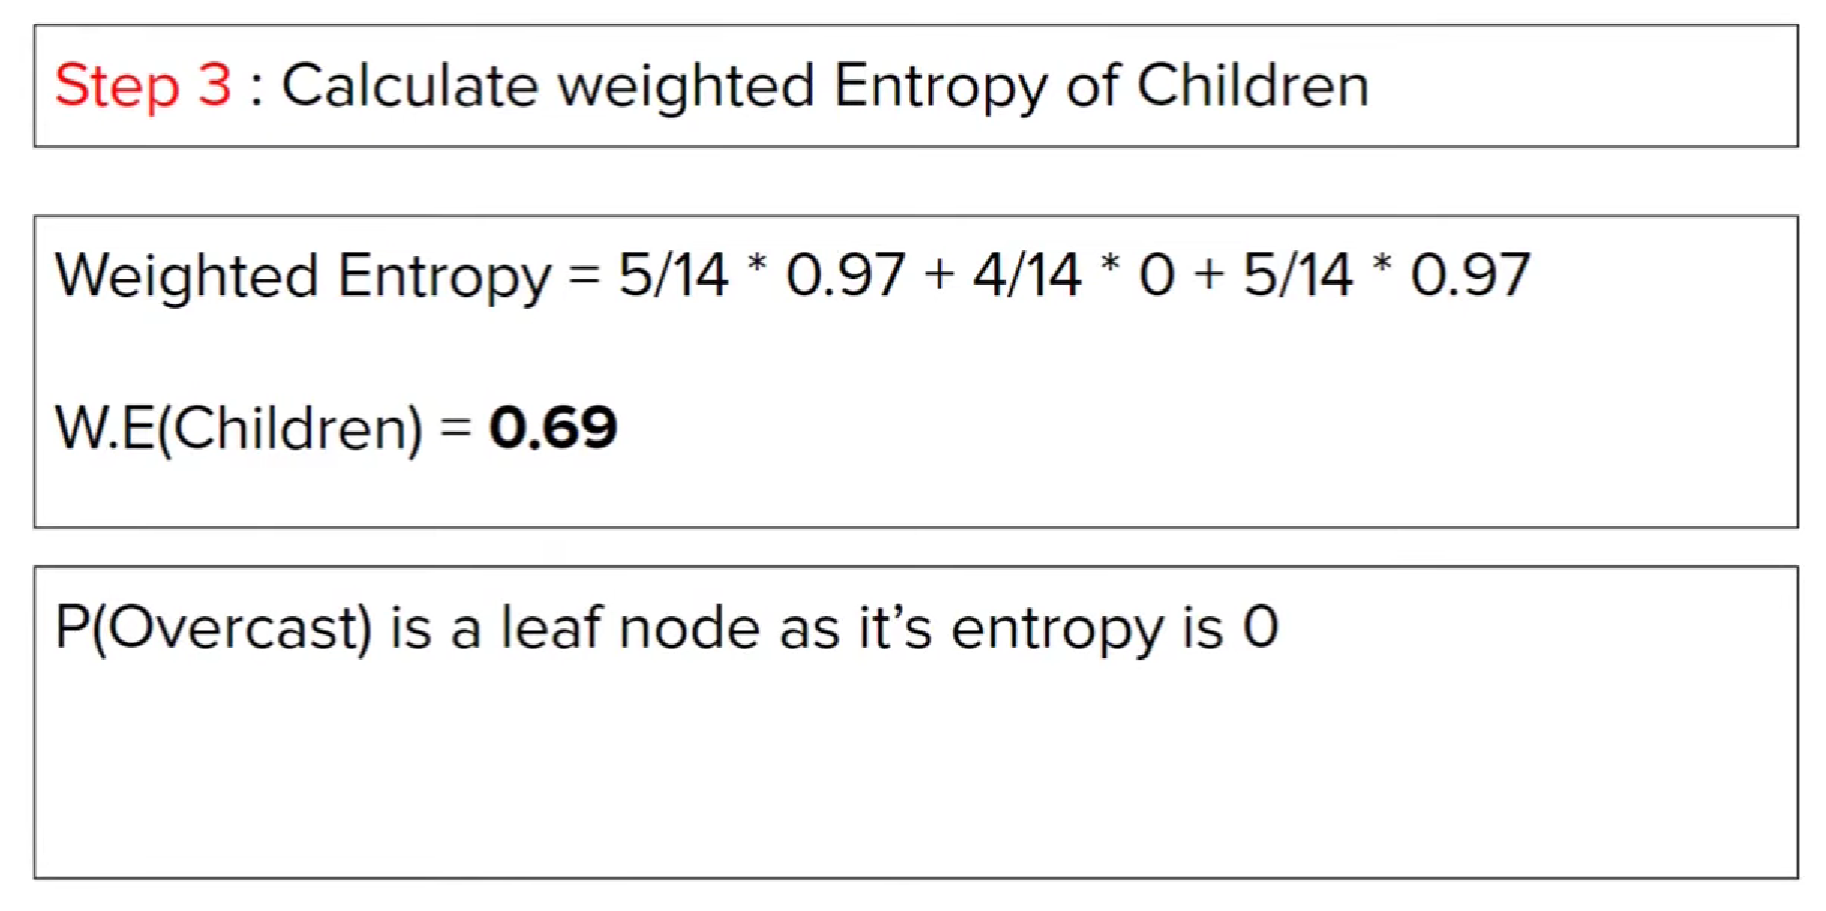 Step 3 : Calculate weighted Entropy of Children
Weighted Entropy = 5/14 * 0.97 + 4/14 * 0 + 5/14 * 0.97
W.E(Children) = 0.69
P(Overcast) is a leaf node as it’s entropy is 0